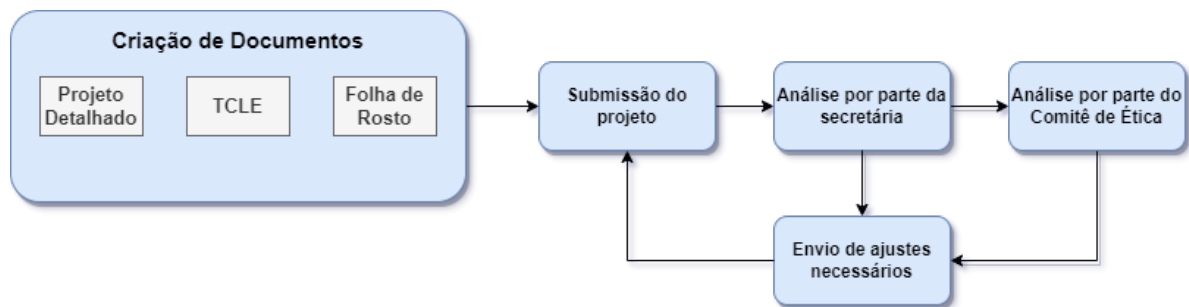 Criação de Documentos
Projeto
Detalhado
TCLE
Folha de
Rosto
Submissão do
projeto
Análise por parte da
secretária
Análise por parte do
Comitê de Ética
Envio de ajustes
necessários